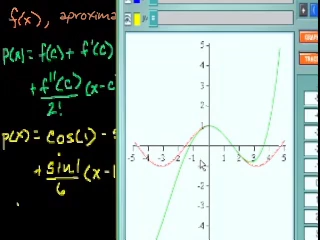 f(x), aproxima
P(x) = f(c) + f'(c)
+ f''(c)/2! (x-c
p(x) = cos(1) -
+ sin1/6 (x-1
5
4
3
2
1
-5 -4 -3 -2 -1 1 2 3 4 5
-1
-2
-3
-4